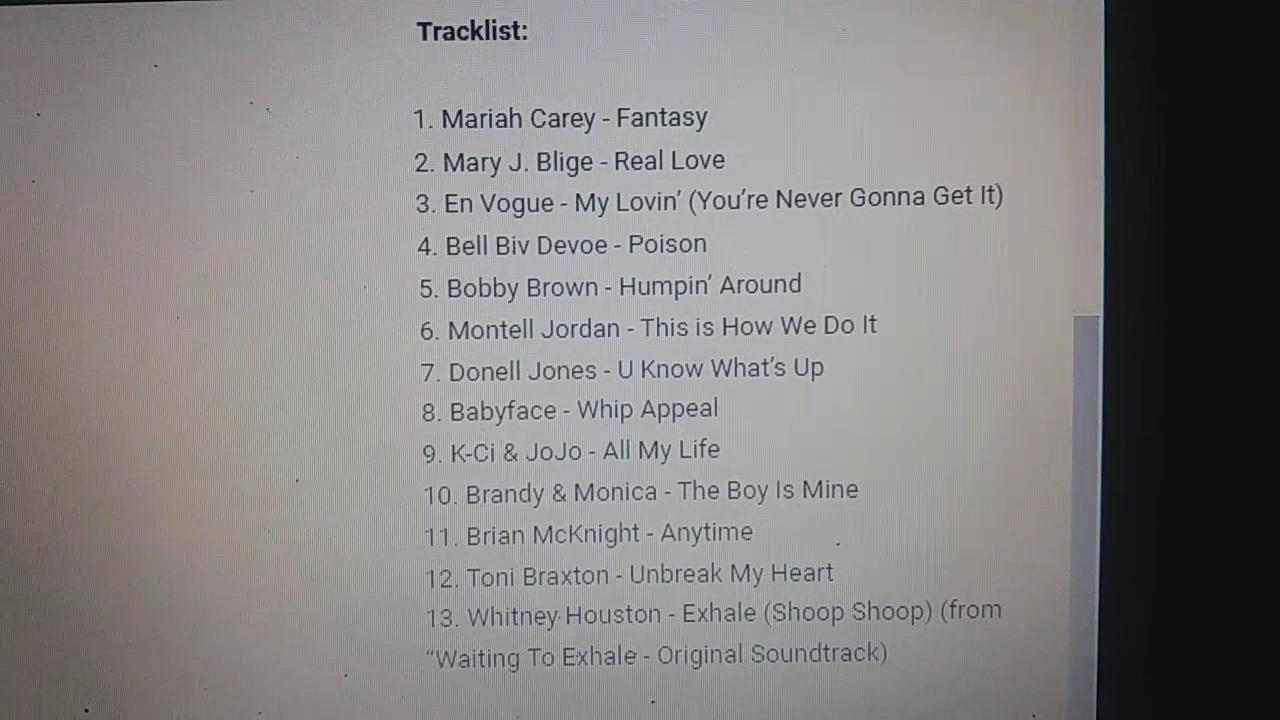 Tracklist:
1. Mariah Carey - Fantasy
2. Mary J. Blige - Real Love
3. En Vogue - My Lovin’ (You’re Never Gonna Get It)
4. Bell Biv Devoe - Poison
5. Bobby Brown - Humpin’ Around
6. Montell Jordan - This is How We Do It
7. Donell Jones - U Know What’s Up
8. Babyface - Whip Appeal
9. K-Ci & JoJo - All My Life
10. Brandy & Monica - The Boy Is Mine
11. Brian McKnight - Anytime
12. Toni Braxton - Unbreak My Heart
13. Whitney Houston - Exhale (Shoop Shoop) (from
“Waiting To Exhale - Original Soundtrack)